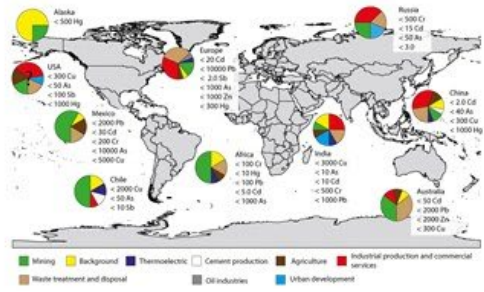 Alaska
< 500 Hg
USA
< 300 Cu
< 50 As
< 100 Sb
< 1000 Hg
Mexico
< 2000 Pb
< 30 Cd
< 200 Cr
< 10000 As
< 5000 Cu
Chile
< 2000 Cu
< 50 As
< 10 Sb
Europe
< 20 Cd
< 10000 Pb
< 2.0 Sb
< 1000 As
< 1000 Zn
< 300 Hg
Africa
< 100 Cr
< 10 Hg
< 100 Pb
< 5.0 Cd
< 1000 As
Russia
< 500 Cr
< 15 Cd
< 50 As
< 3.0
India
< 3000 Cu
< 10 As
< 10 Cd
< 500 Cr
< 1000 Pb
China
< 2.0 Cd
< 40 As
< 300 Cu
< 1000 Hg
Australia
< 50 Cd
< 2000 Pb
< 2000 Zn
< 300 Cu
Mining
Background
Thermoelectric
Cement production
Agriculture
Industrial production and commercial
services
Waste treatment and disposal
Oil industries
Urban development